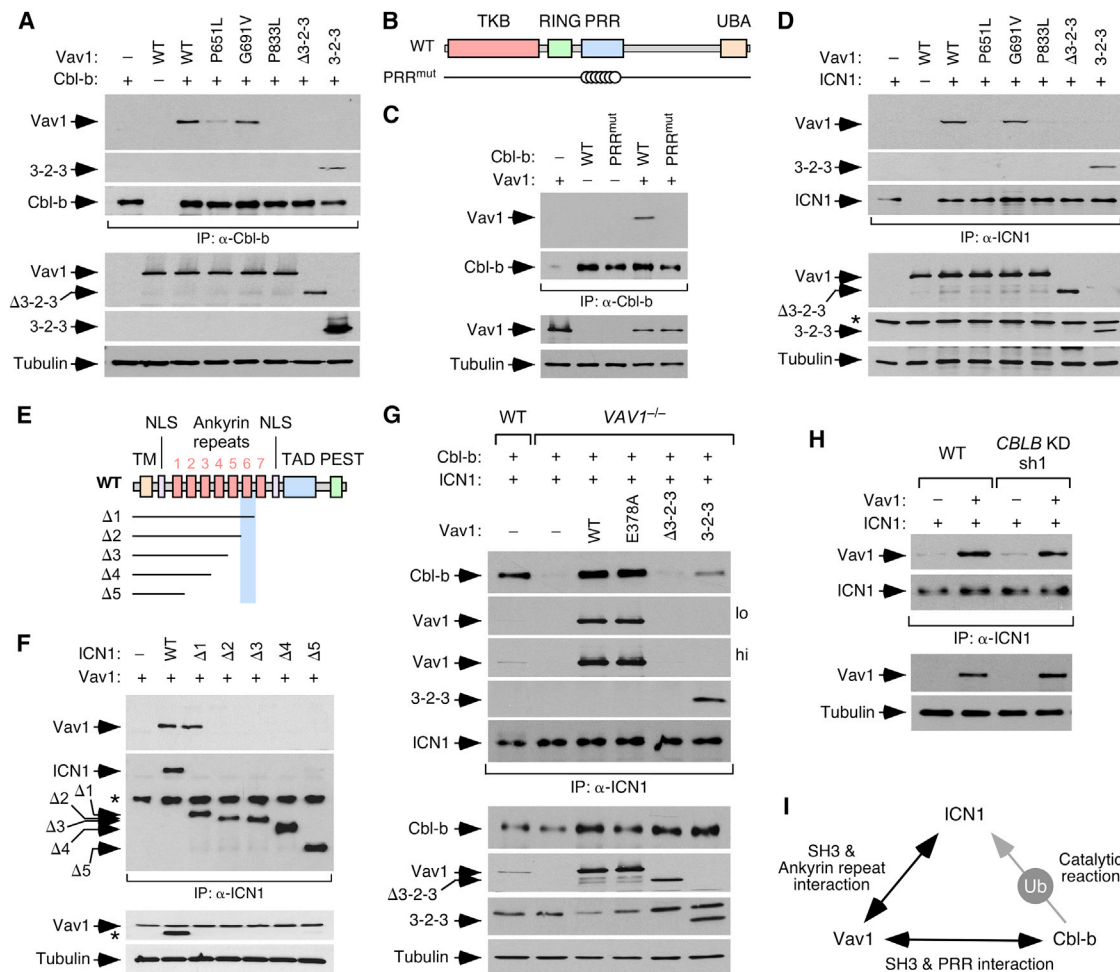 A
Vav1: – WT WT P651L G691V P833L Δ3-2-3 3-2-3
Cbl-b: + – + + + + + +
Vav1
3-2-3
Cbl-b
IP: α-Cbl-b
Vav1
Δ3-2-3
3-2-3
Tubulin
B
TKB RING PRR UBA
WT
PRRmut
C
Cbl-b: – WT PRRmut WT PRRmut
Vav1: + – – + +
Vav1
Cbl-b
IP: α-Cbl-b
Vav1
Tubulin
D
Vav1: – WT WT P651L G691V P833L Δ3-2-3 3-2-3
ICN1: + – + + + + + +
Vav1
3-2-3
ICN1
IP: α-ICN1
Vav1
Δ3-2-3
*
3-2-3
Tubulin
E
NLS Ankyrin repeats NLS
TM 1 2 3 4 5 6 7 TAD PEST
WT
Δ1
Δ2
Δ3
Δ4
Δ5
F
ICN1: – WT Δ1 Δ2 Δ3 Δ4 Δ5
Vav1: + + + + + + +
Vav1
ICN1
*
Δ1
Δ2
Δ3
Δ4
Δ5
IP: α-ICN1
Vav1
*
Tubulin
G
WT VAV1–/–
Cbl-b: + + + + + +
ICN1: + + + + + +
Vav1: – – WT E378A Δ3-2-3 3-2-3
Cbl-b
Vav1 lo
Vav1 hi
3-2-3
ICN1
IP: α-ICN1
Cbl-b
Vav1
Δ3-2-3
3-2-3
Tubulin
H
WT CBLB KD
sh1
Vav1: – + – +
ICN1: + + + +
Vav1
ICN1
IP: α-ICN1
Vav1
Tubulin
I
ICN1
SH3 &
Ankyrin repeat
interaction
Catalytic
reaction
Ub
Vav1 Cbl-b
SH3 & PRR interaction